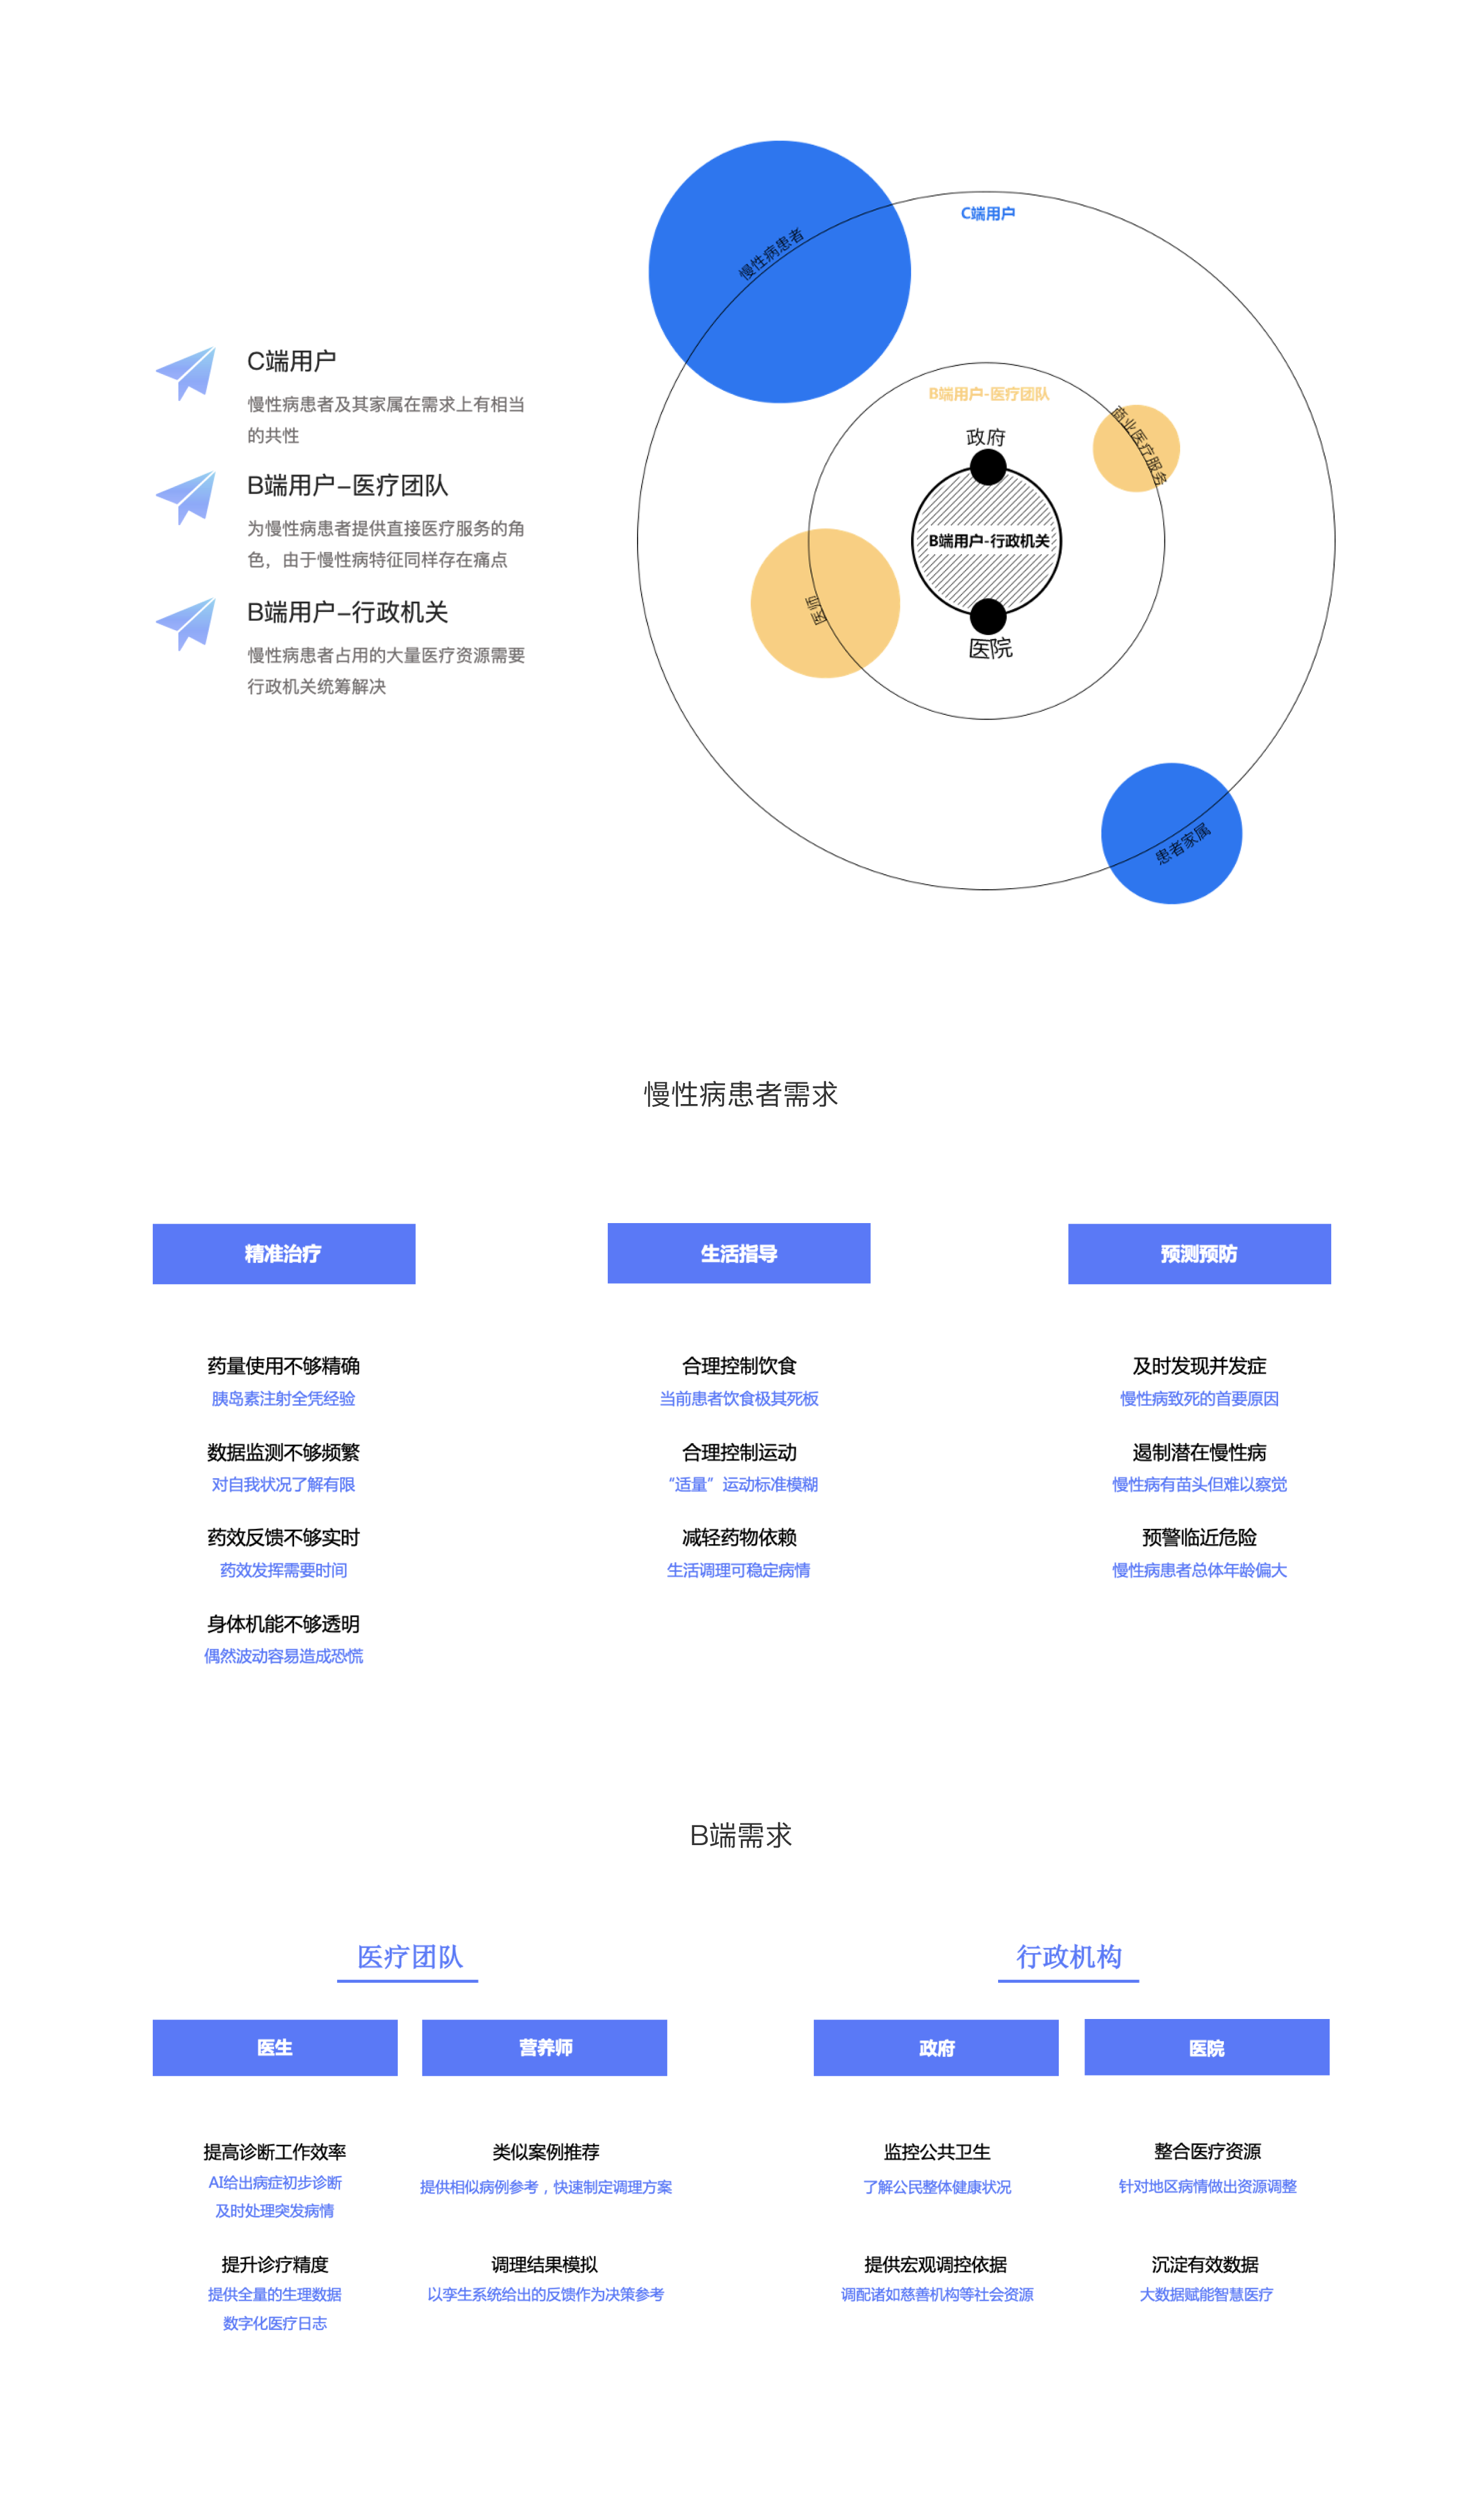 C端用户
慢性病患者及其家属在需求上有相当
的共性
B端用户–医疗团队
为慢性病患者提供直接医疗服务的角
色，由于慢性病特征同样存在痛点
B端用户–行政机关
慢性病患者占用的大量医疗资源需要
行政机关统筹解决
C端用户
慢性病患者
B端用户-医疗团队
商业医疗服务
政府
B端用户-行政机关
医师
医院
患者家属
慢性病患者需求
精准治疗
药量使用不够精确
胰岛素注射全凭经验
数据监测不够频繁
对自我状况了解有限
药效反馈不够实时
药效发挥需要时间
身体机能不够透明
偶然波动容易造成恐慌
生活指导
合理控制饮食
当前患者饮食极其死板
合理控制运动
“适量”运动标准模糊
减轻药物依赖
生活调理可稳定病情
预测预防
及时发现并发症
慢性病致死的首要原因
遏制潜在慢性病
慢性病有苗头但难以察觉
预警临近危险
慢性病患者总体年龄偏大
B端需求
医疗团队
医生
提高诊断工作效率
AI给出病症初步诊断
及时处理突发病情
提升诊疗精度
提供全量的生理数据
数字化医疗日志
营养师
类似案例推荐
提供相似病例参考，快速制定调理方案
调理结果模拟
以孪生系统给出的反馈作为决策参考
行政机构
政府
监控公共卫生
了解公民整体健康状况
提供宏观调控依据
调配诸如慈善机构等社会资源
医院
整合医疗资源
针对地区病情做出资源调整
沉淀有效数据
大数据赋能智慧医疗